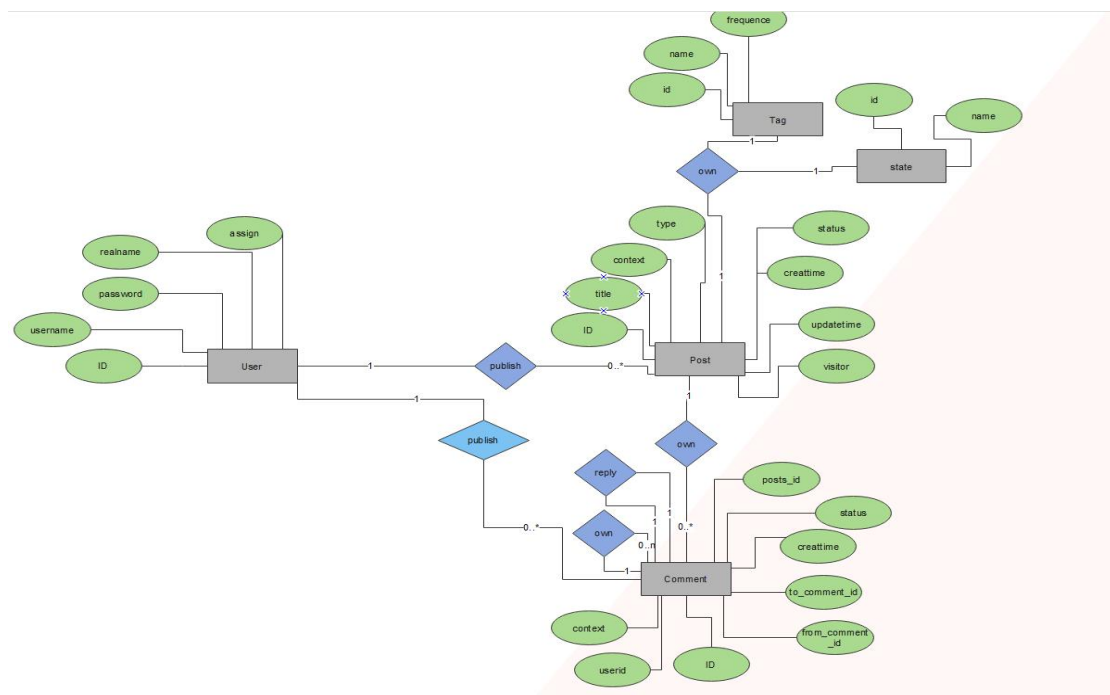 frequence
name
id
Tag
id
name
state
1
own
1
type
status
assign
realname
context
creattime
1
password
title
username
ID
updatetime
Post
User
ID
1
publish
0..*
visitor
1
1
publish
own
reply
posts_id
1
status
0..*
1
0..*
own
0..n
creattime
1
Comment
to_comment_id
context
from_comment
_id
userid
ID